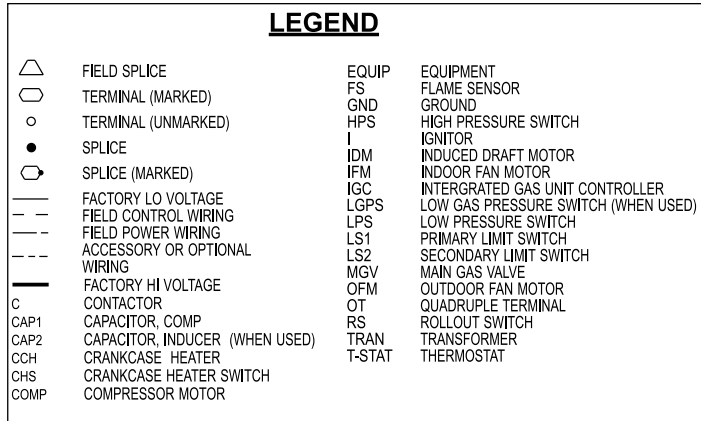 LEGEND
FIELD SPLICE
TERMINAL (MARKED)
TERMINAL (UNMARKED)
SPLICE
SPLICE (MARKED)
FACTORY LO VOLTAGE
FIELD CONTROL WIRING
FIELD POWER WIRING
ACCESSORY OR OPTIONAL
WIRING
FACTORY HI VOLTAGE
C CONTACTOR
CAP1 CAPACITOR, COMP
CAP2 CAPACITOR, INDUCER (WHEN USED)
CCH CRANKCASE HEATER
CHS CRANKCASE HEATER SWITCH
COMP COMPRESSOR MOTOR
EQUIP EQUIPMENT
FS FLAME SENSOR
GND GROUND
HPS HIGH PRESSURE SWITCH
I IGNITOR
IDM INDUCED DRAFT MOTOR
IFM INDOOR FAN MOTOR
IGC INTERGRATED GAS UNIT CONTROLLER
LGPS LOW GAS PRESSURE SWITCH (WHEN USED)
LPS LOW PRESSURE SWITCH
LS1 PRIMARY LIMIT SWITCH
LS2 SECONDARY LIMIT SWITCH
MGV MAIN GAS VALVE
OFM OUTDOOR FAN MOTOR
OT QUADRUPLE TERMINAL
RS ROLLOUT SWITCH
TRAN TRANSFORMER
T-STAT THERMOSTAT